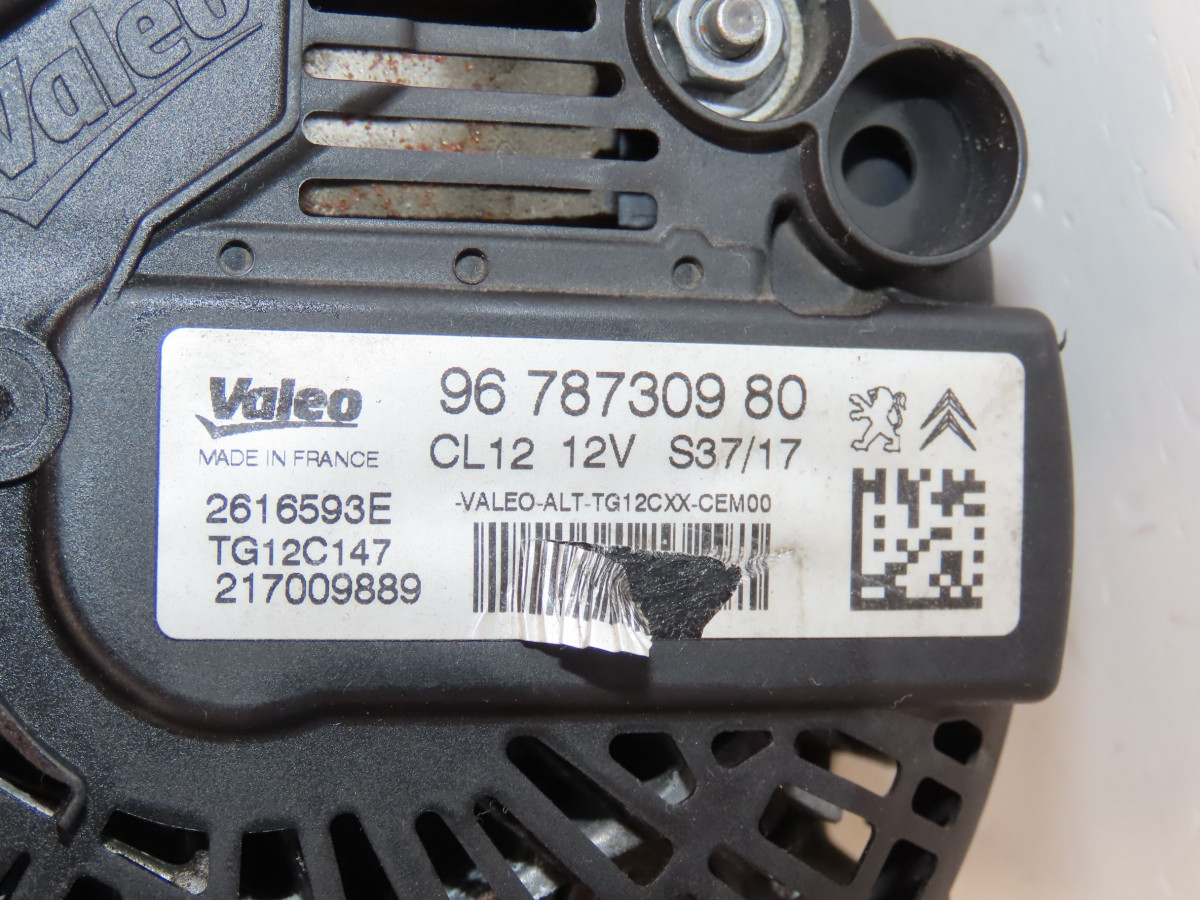 Valeo
Valeo
MADE IN FRANCE
96 787309 80
CL12 12V S37/17
2616593E
TG12C147
217009889
-VALEO-ALT-TG12CXX-CEM00